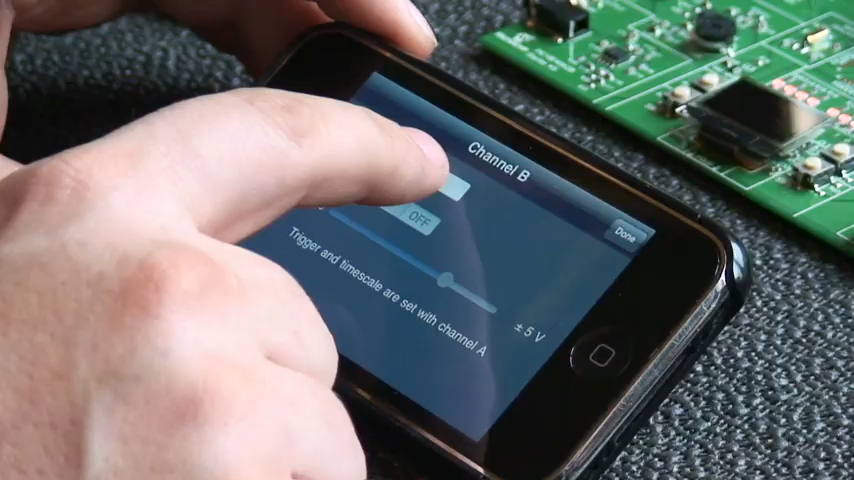 Channel B
Done
OFF
± 5 V
Trigger and timescale are set with channel A